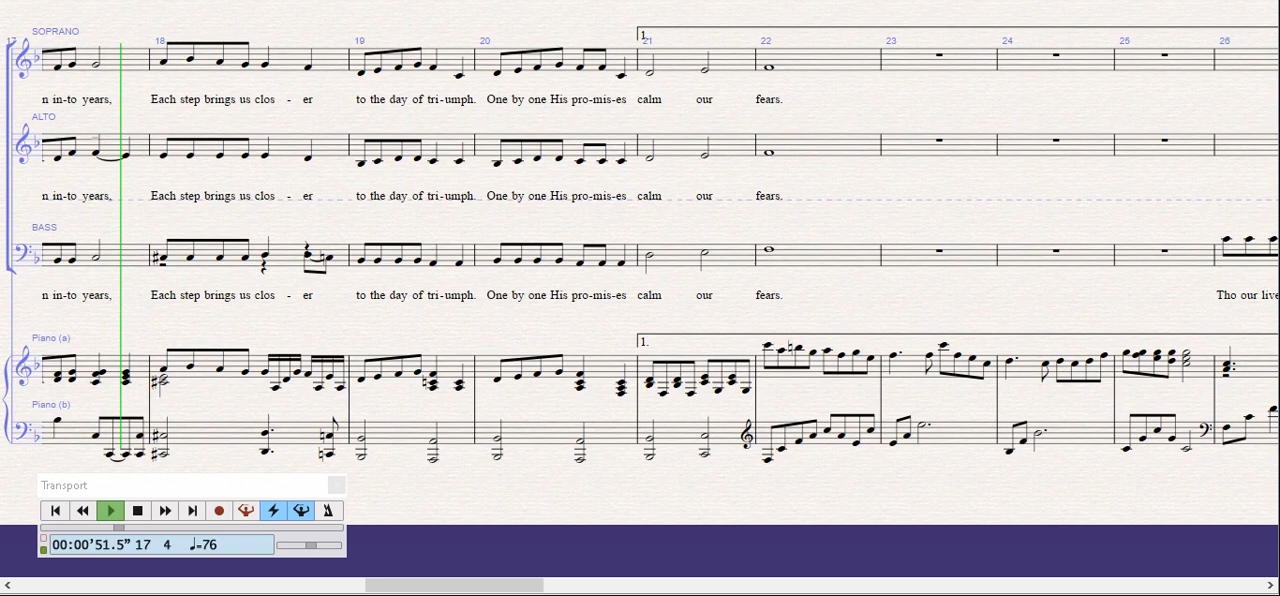 SOPRANO
17 18 19 20 21 22 23 24 25 26
1.
n in-to years, Each step brings us clos - er to the day of tri-umph. One by one His pro-mis-es calm our fears.
ALTO
n in-to years, Each step brings us clos - er to the day of tri-umph. One by one His pro-mis-es calm our fears.
BASS
n in-to years, Each step brings us clos - er to the day of tri-umph. One by one His pro-mis-es calm our fears. Tho our live
Piano (a)
1.
Piano (b)
Transport
00:00'51.5" 17 4 ♩=76